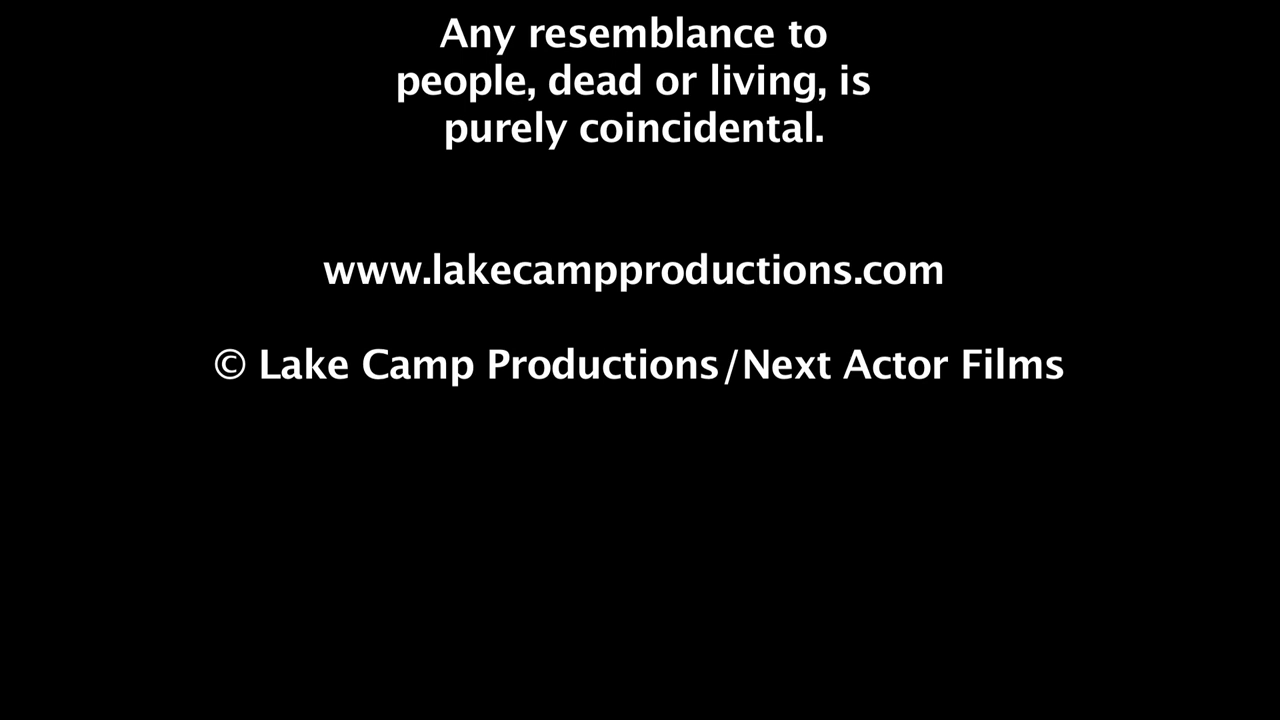 Any resemblance to
people, dead or living, is
purely coincidental.
www.lakecampproductions.com
© Lake Camp Productions/Next Actor Films